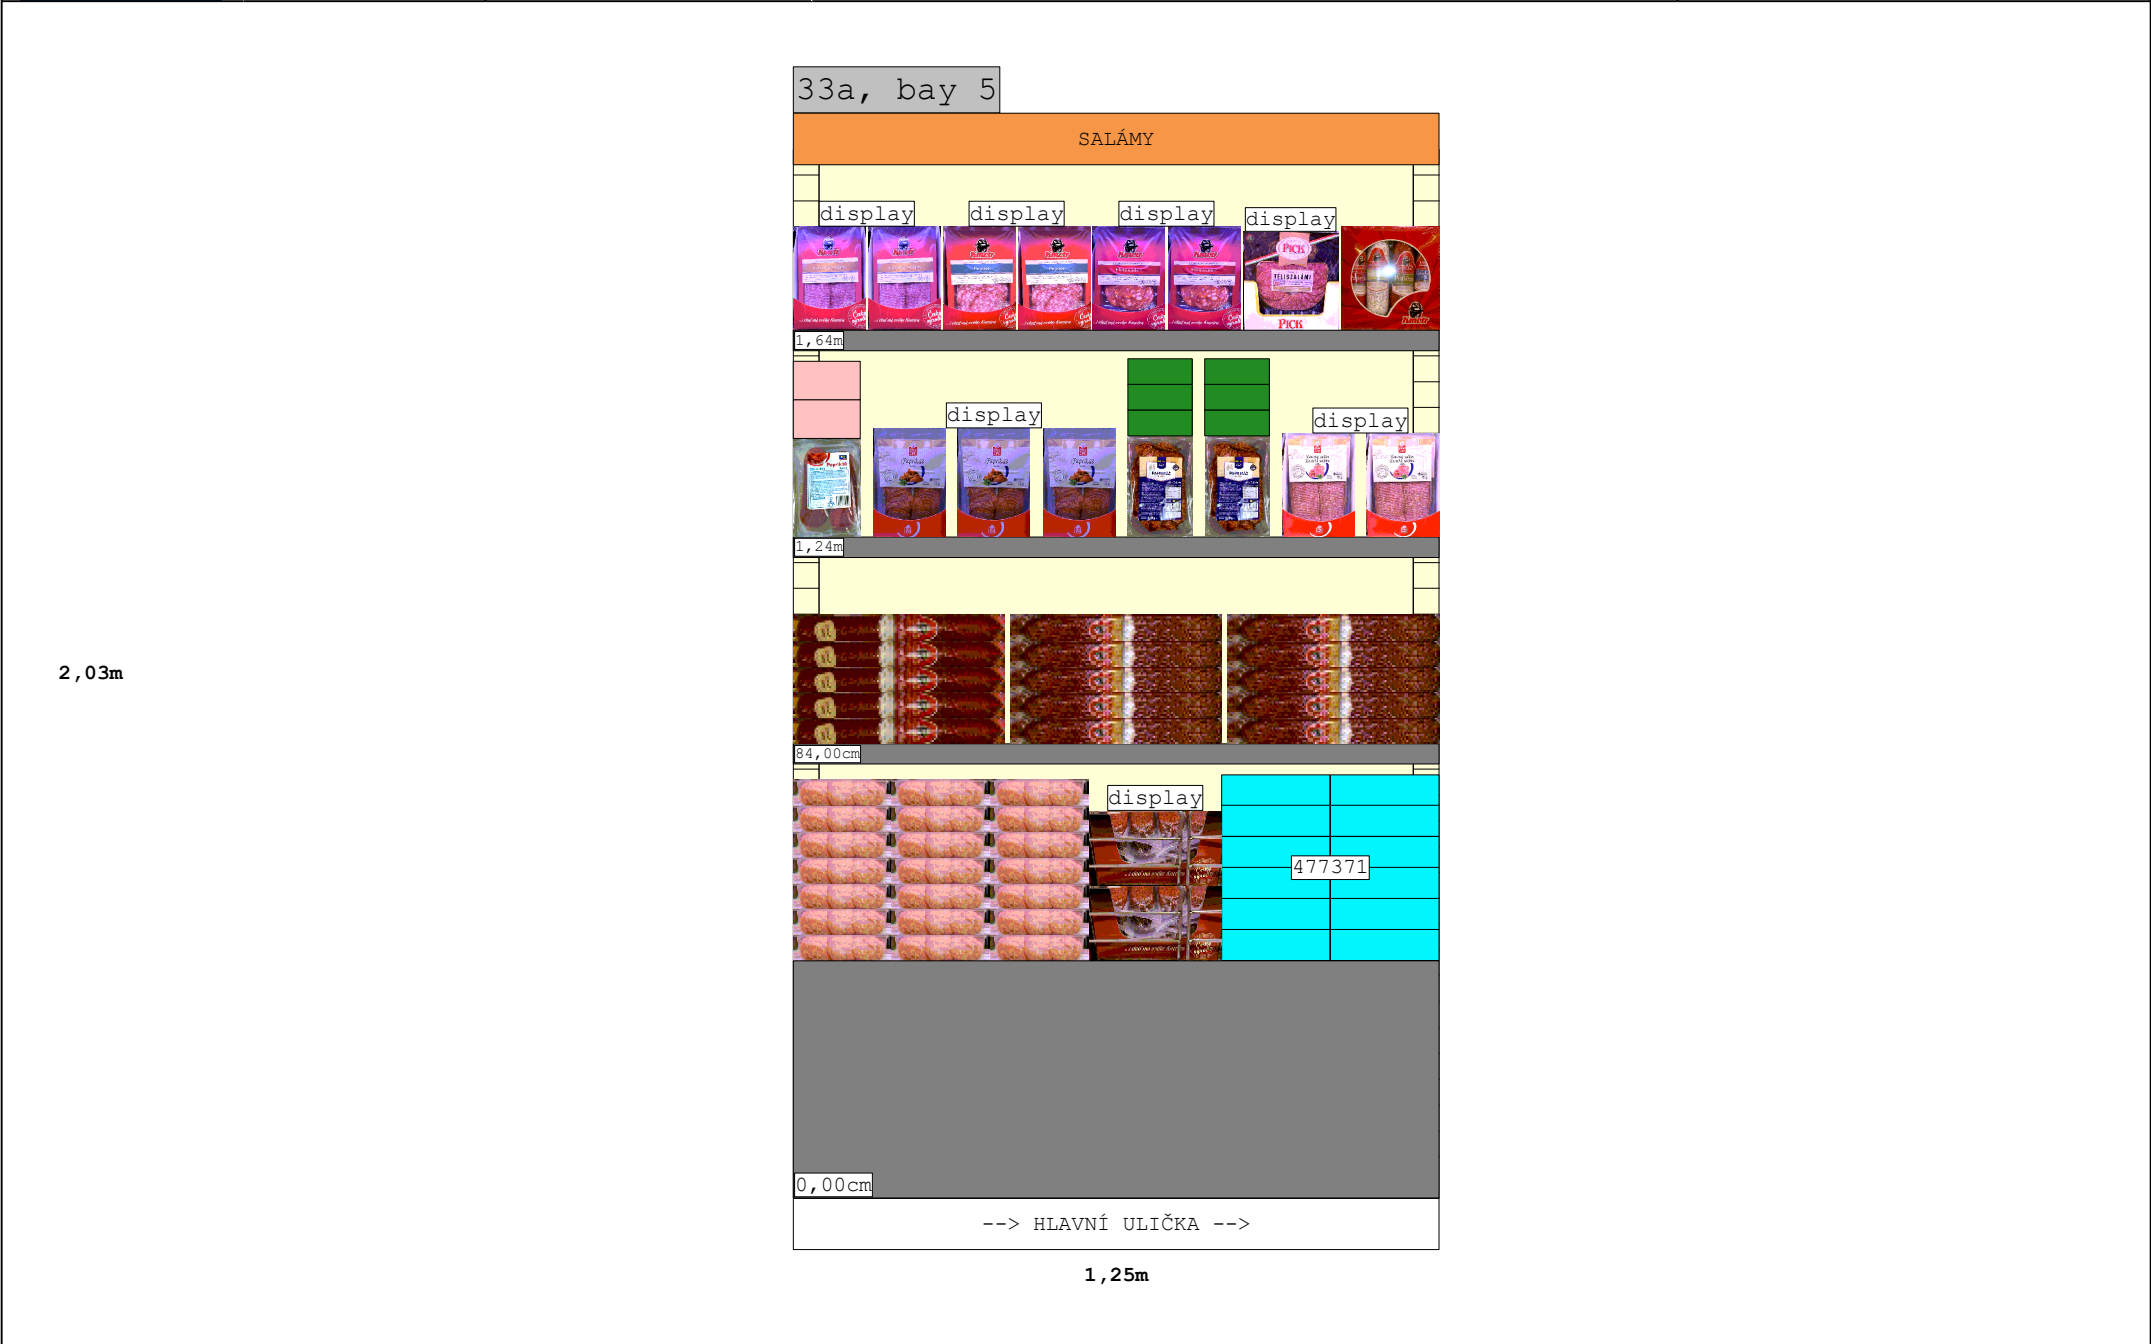 33a, bay 5
SALÁMY
display
display
display
display
PICK
TÉLISZALÁMI
PICK
1,64m
display
display
Paprikáš
1,24m
84,00cm
display
477371
2,03m
0,00cm
--> HLAVNÍ ULIČKA -->
1,25m